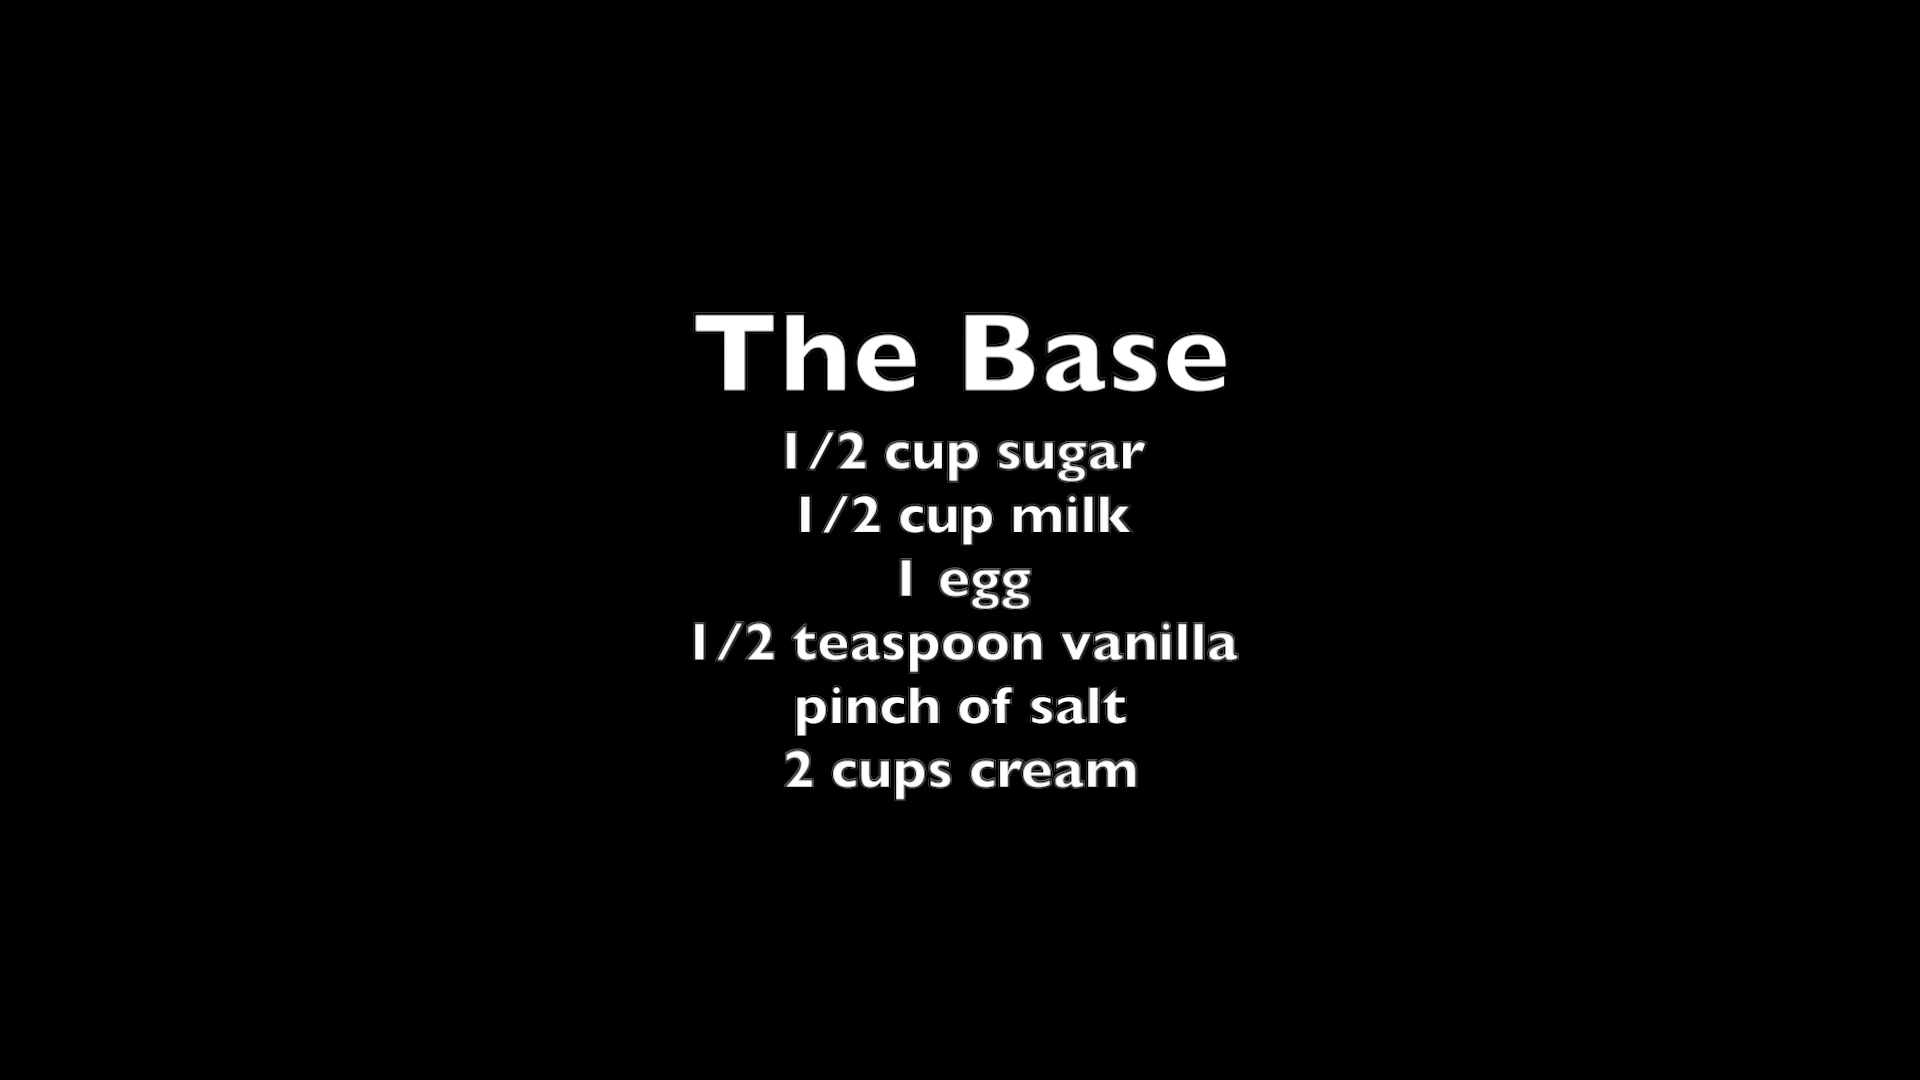 The Base
1/2 cup sugar
1/2 cup milk
1 egg
1/2 teaspoon vanilla
pinch of salt
2 cups cream